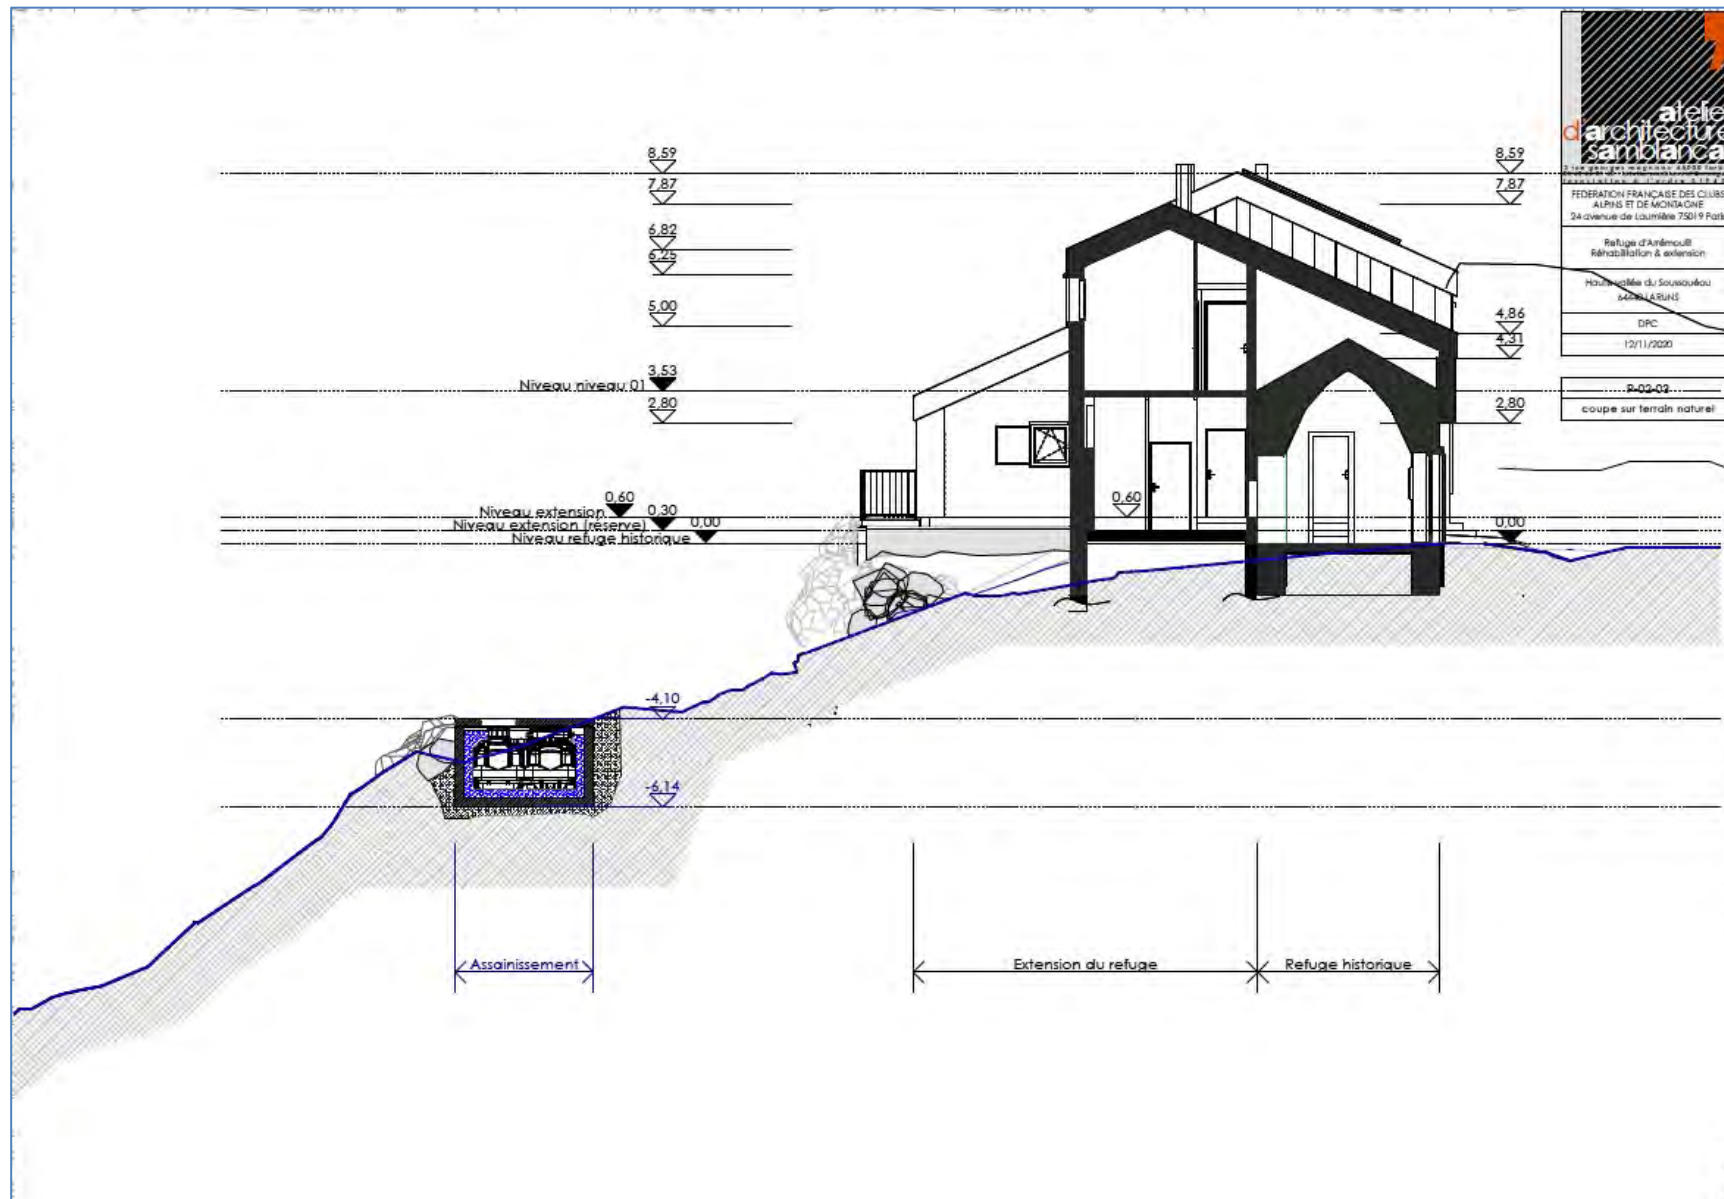 atelie
d'architecture
samblanca
FEDERATION FRANÇAISE DES CLUBS
ALPINS ET DE MONTAGNE
24 avenue de Laumière 75019 Paris
Refuge d'Arrémoulit
Réhabilitation & extension
Haute vallée du Soussouéou
64440 LARUNS
DPC
12/11/2020
P-02-03
coupe sur terrain naturel
8,59
7,87
6,82
6,25
5,00
Niveau niveau 01 3,53
2,80
8,59
7,87
4,86
4,31
2,80
Niveau extension 0,60
Niveau extension (réserve) 0,30
Niveau refuge historique 0,00
0,60
0,00
-4,10
-6,14
Assainissement
Extension du refuge
Refuge historique